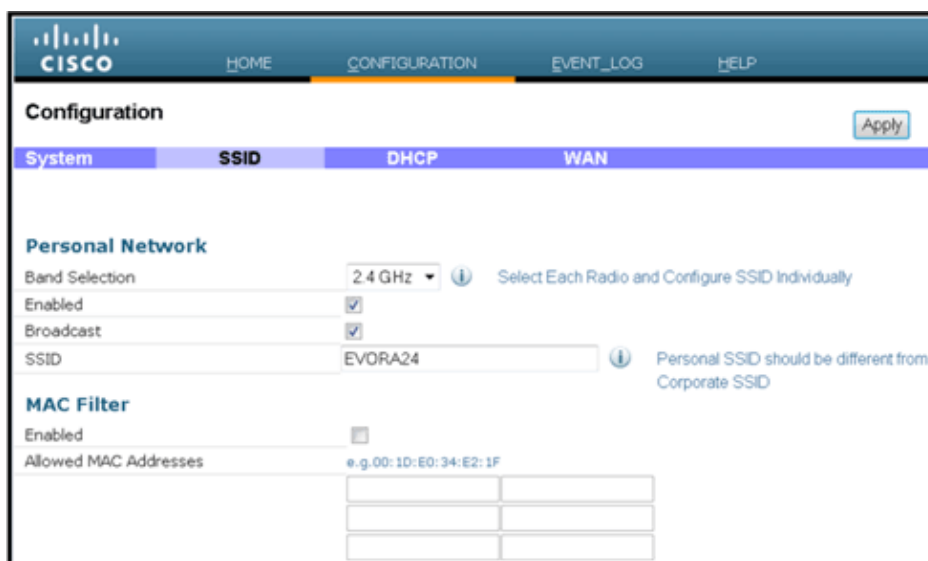 CISCO
HOME CONFIGURATION EVENT_LOG HELP
Configuration
Apply
System SSID DHCP WAN
Personal Network
Band Selection 2.4 GHz Select Each Radio and Configure SSID Individually
Enabled
Broadcast
SSID EVORA24 Personal SSID should be different from
Corporate SSID
MAC Filter
Enabled
Allowed MAC Addresses e.g.00:1D:E0:34:E2:1F